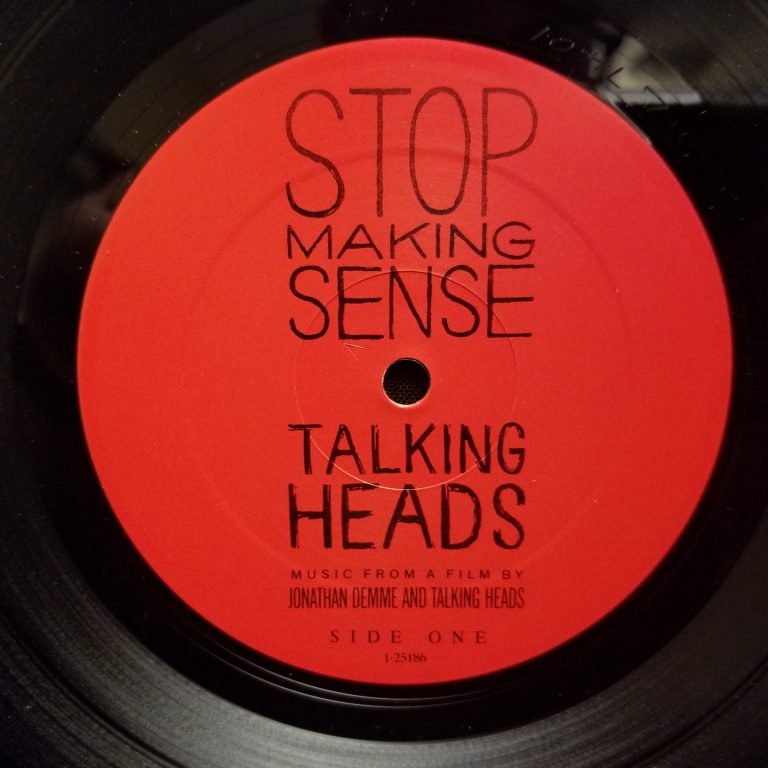 STOP
MAKING
SENSE
TALKING
HEADS
MUSIC FROM A FILM BY
JONATHAN DEMME AND TALKING HEADS
SIDE ONE
1-25186